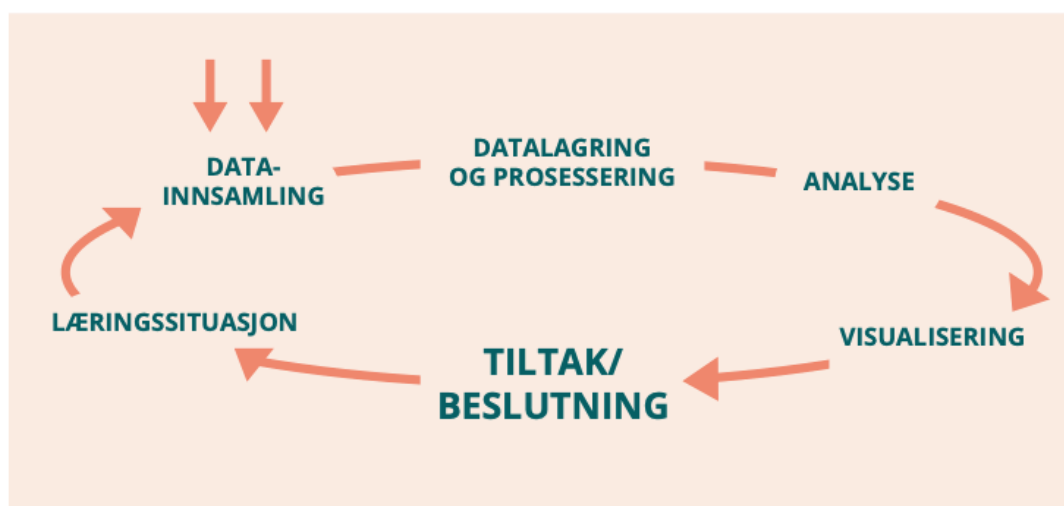 DATA-
INNSAMLING
DATALAGRING
OG PROSESSERING
ANALYSE
VISUALISERING
TILTAK/
BESLUTNING
LÆRINGSSITUASJON